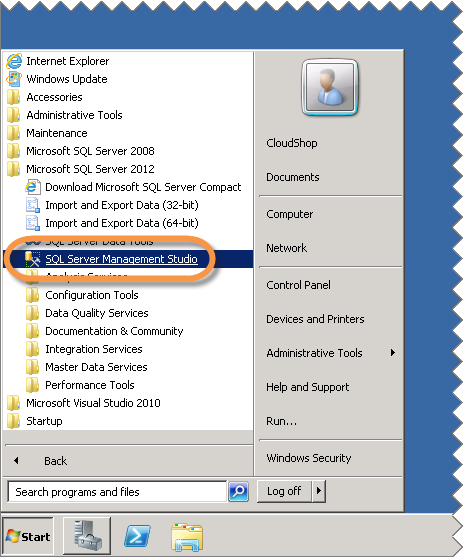 Internet Explorer
Windows Update
Accessories
Administrative Tools
Maintenance
Microsoft SQL Server 2008
Microsoft SQL Server 2012
Download Microsoft SQL Server Compact
Import and Export Data (32-bit)
Import and Export Data (64-bit)
SQL Server Data Tools
SQL Server Management Studio
Analysis Services
Configuration Tools
Data Quality Services
Documentation & Community
Integration Services
Master Data Services
Performance Tools
Microsoft Visual Studio 2010
Startup
Back
Search programs and files
CloudShop
Documents
Computer
Network
Control Panel
Devices and Printers
Administrative Tools
Help and Support
Run...
Windows Security
Log off
Start